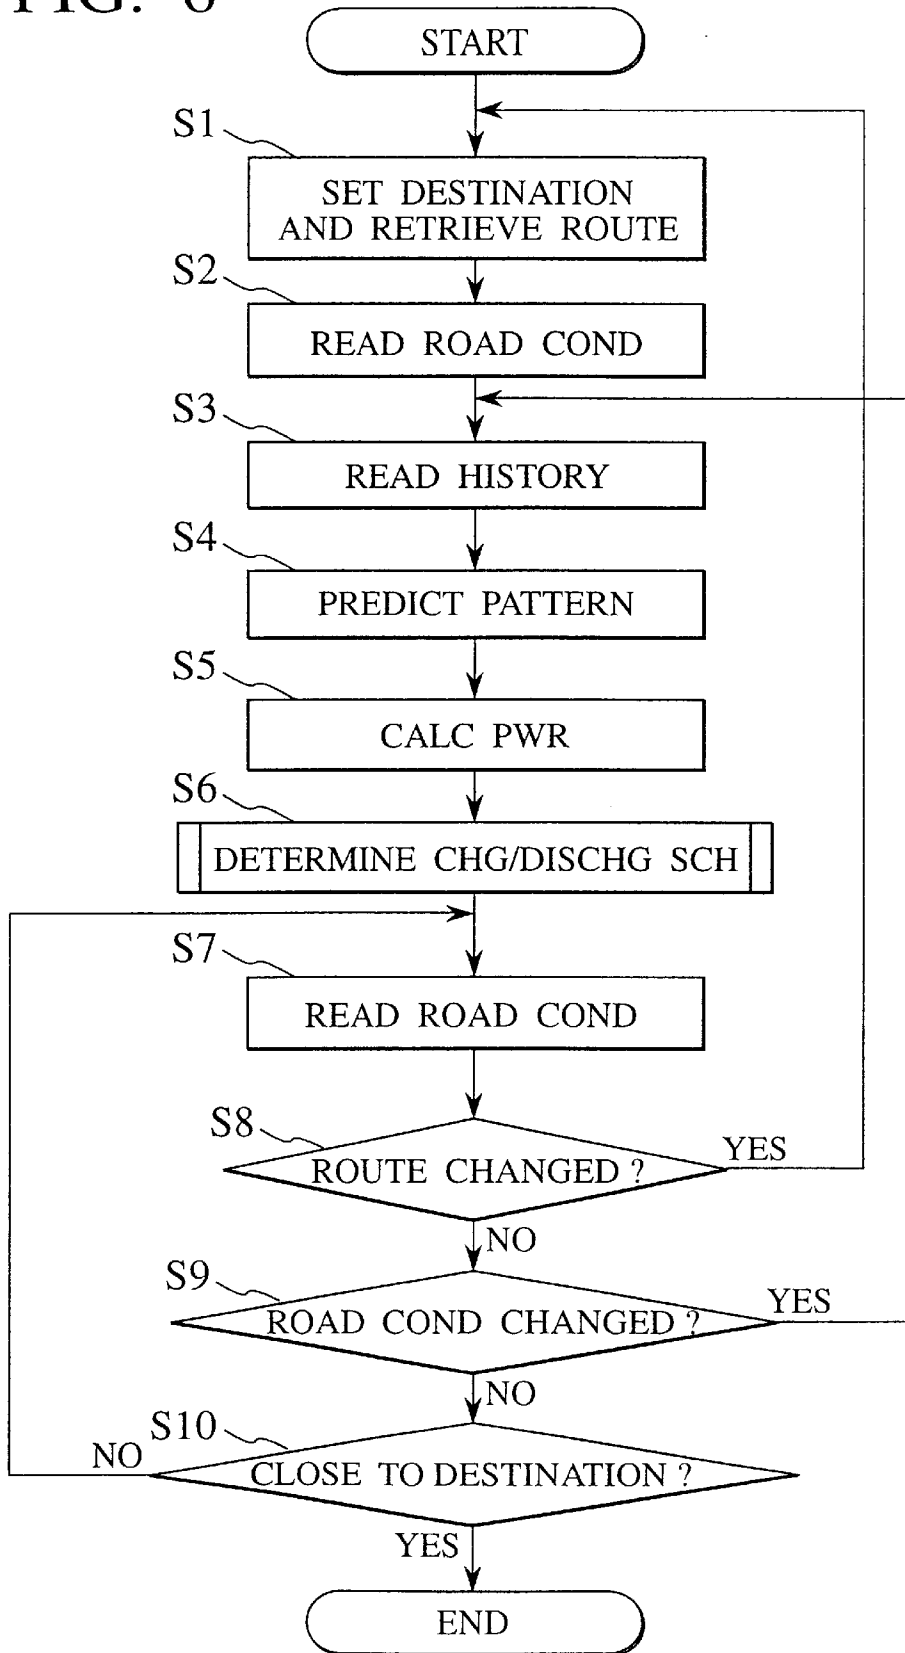 FIG. 6
START
S1
SET DESTINATION
AND RETRIEVE ROUTE
S2
READ ROAD COND
S3
READ HISTORY
S4
PREDICT PATTERN
S5
CALC PWR
S6
DETERMINE CHG/DISCHG SCH
S7
READ ROAD COND
S8
ROUTE CHANGED ?
YES
NO
S9
ROAD COND CHANGED ?
YES
NO
S10
CLOSE TO DESTINATION ?
NO
YES
END